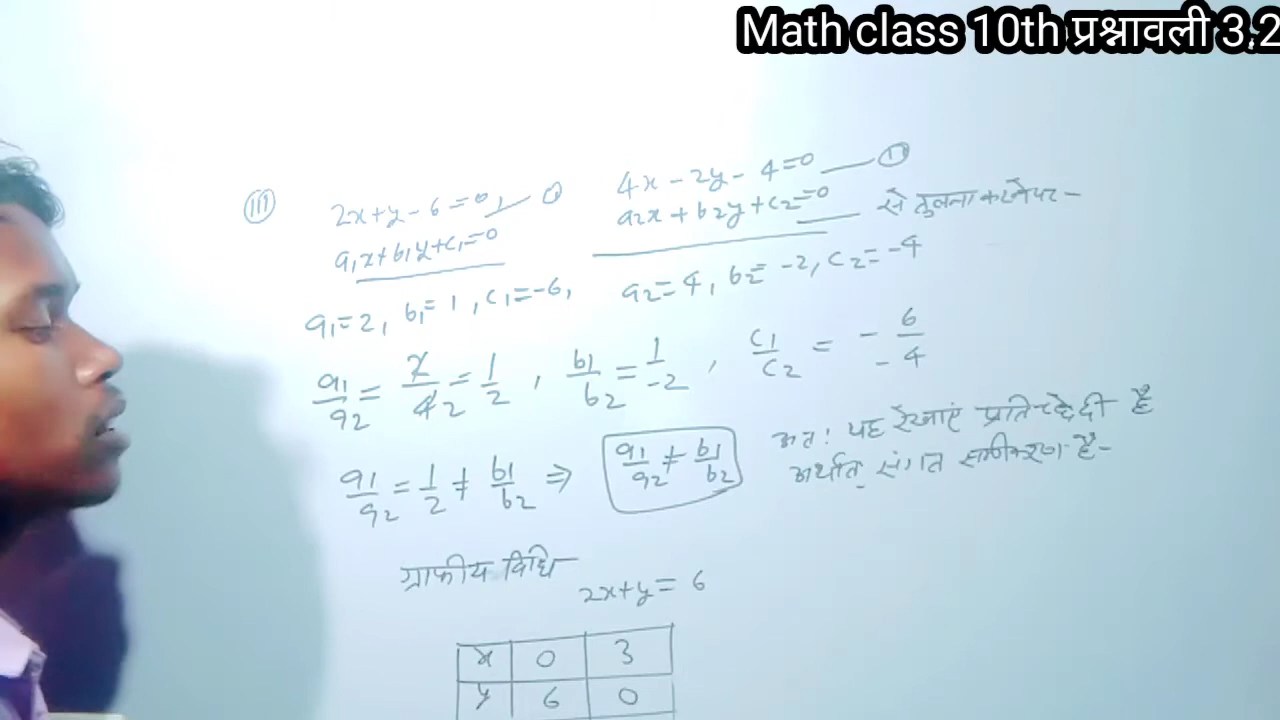 Math class 10th प्रश्नावली 3,2
(III) 2x+y-6=0, — (I) 4x-2y-4=0 — (II)
a₁x+b₁y+c₁=0 a₂x+b₂y+c₂=0 — से तुलना करने पर-
a₁=2, b₁=1, c₁=-6, a₂=4, b₂=-2, c₂=-4
a₁/a₂ = 2/4 = 1/2, b₁/b₂ = 1/-2, c₁/c₂ = -6/-4
a₁/a₂ = 1/2 ≠ b₁/b₂ ⇒ a₁/a₂ ≠ b₁/b₂ अतः यह रेखाएं प्रतिच्छेदी है
अर्थात् संगत समीकरण है-
ग्राफीय विधि-
2x+y=6
x 0 3
y 6 0